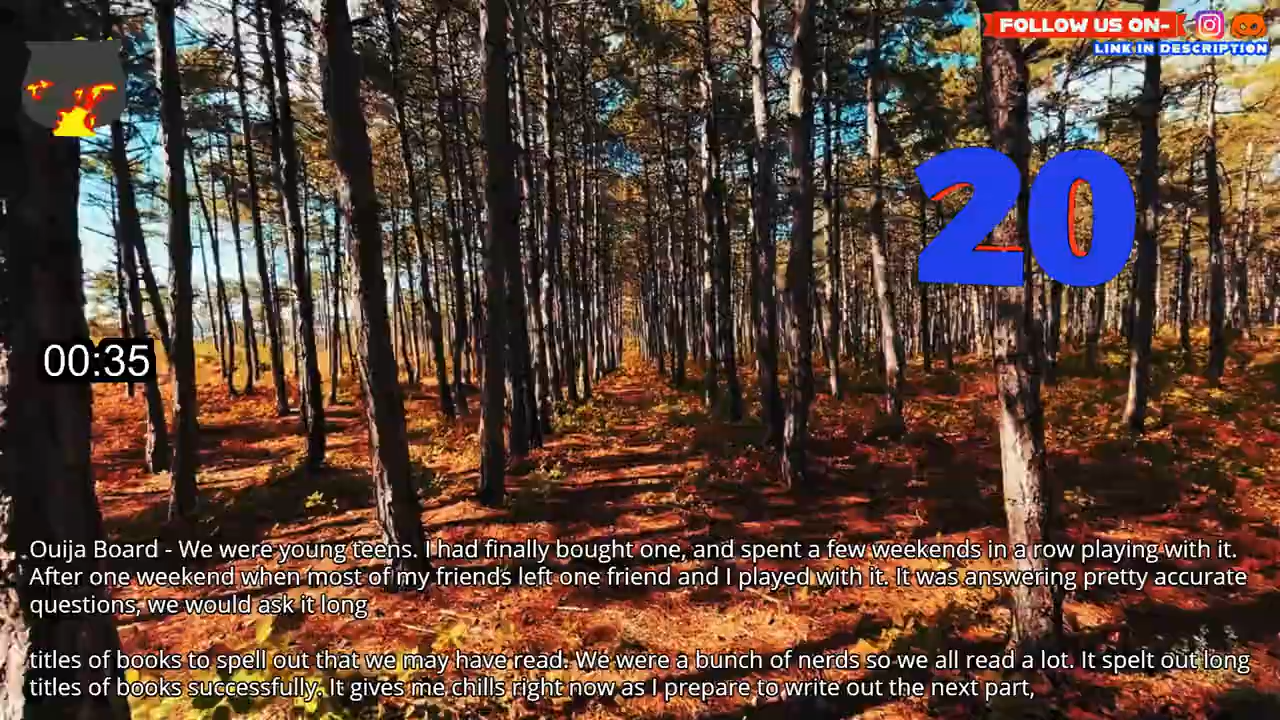 FOLLOW US ON-
LINK IN DESCRIPTION
20
00:35
Ouija Board - We were young teens. I had finally bought one, and spent a few weekends in a row playing with it.
After one weekend when most of my friends left one friend and I played with it. It was answering pretty accurate
questions, we would ask it long
titles of books to spell out that we may have read. We were a bunch of nerds so we all read a lot. It spelt out long
titles of books successfully. It gives me chills right now as I prepare to write out the next part,